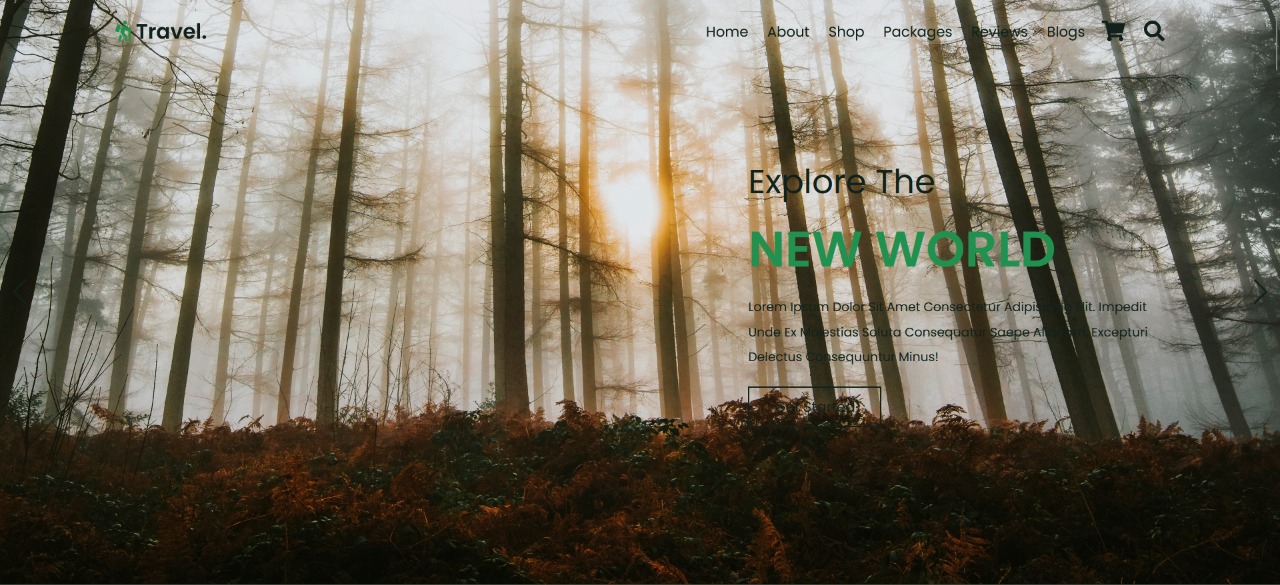 Travel.
Home About Shop Packages Reviews Blogs
Explore The
NEW WORLD
Lorem Ipsum Dolor Sit Amet Consectetur Adipisicing Elit. Impedit
Unde Ex Molestias Soluta Consequatur Saepe Aliquam Excepturi
Delectus Consequuntur Minus!